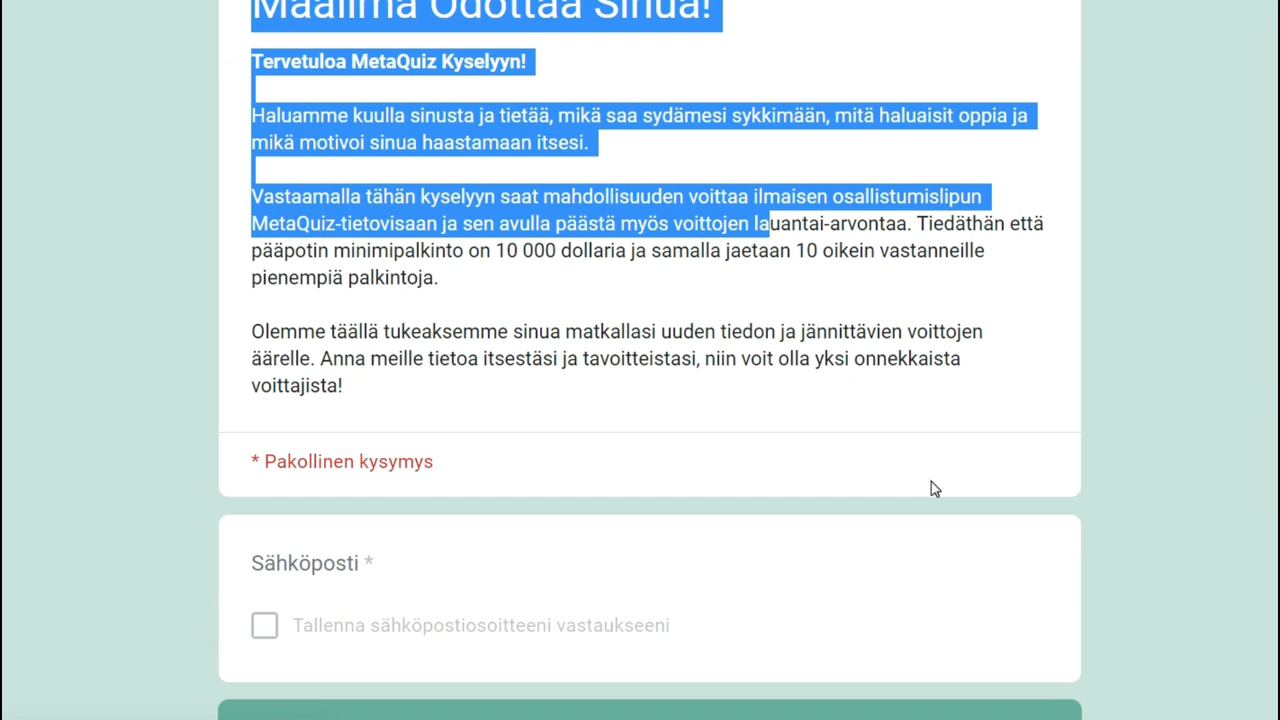 Maailma Odottaa Sinua!
Tervetuloa MetaQuiz Kyselyyn!
Haluamme kuulla sinusta ja tietää, mikä saa sydämesi sykkimään, mitä haluaisit oppia ja
mikä motivoi sinua haastamaan itsesi.
Vastaamalla tähän kyselyyn saat mahdollisuuden voittaa ilmaisen osallistumislipun
MetaQuiz-tietovisaan ja sen avulla päästä myös voittojen lauantai-arvontaa. Tiedäthän että
pääpotin minimipalkinto on 10 000 dollaria ja samalla jaetaan 10 oikein vastanneille
pienempiä palkintoja.
Olemme täällä tukeaksemme sinua matkallasi uuden tiedon ja jännittävien voittojen
äärelle. Anna meille tietoa itsestäsi ja tavoitteistasi, niin voit olla yksi onnekkaista
voittajista!
* Pakollinen kysymys
Sähköposti *
Tallenna sähköpostiosoitteeni vastaukseeni